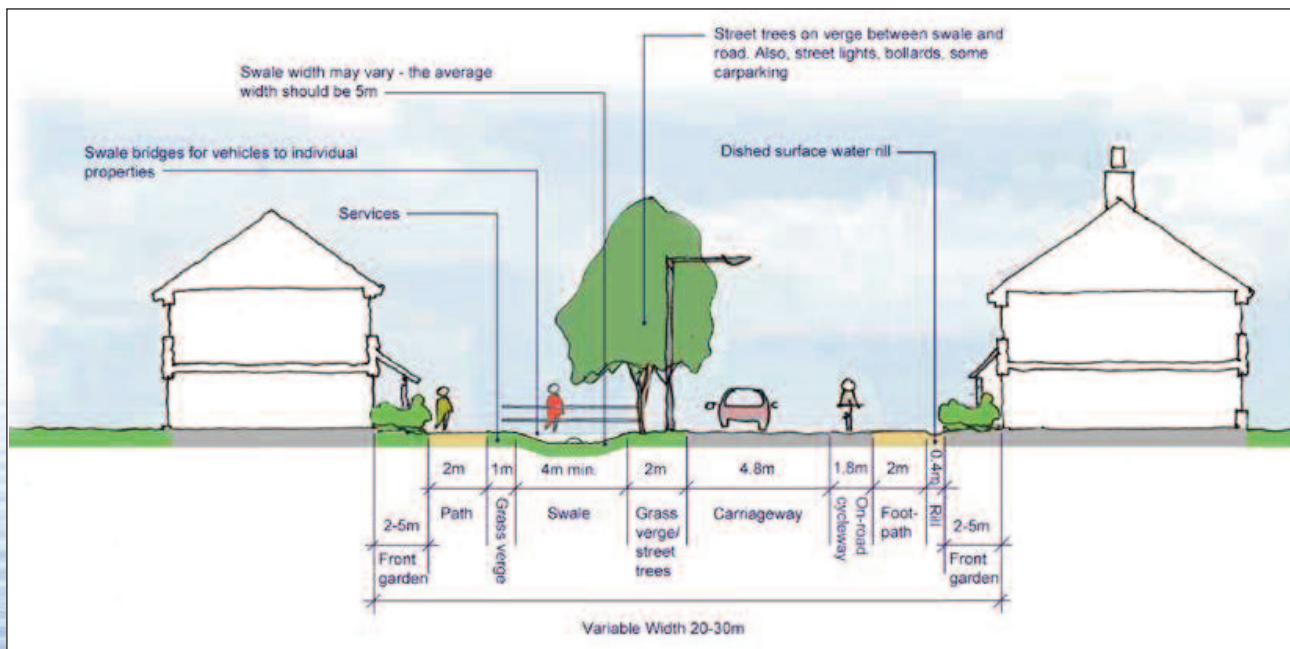 Street trees on verge between swale and
road. Also, street lights, bollards, some
carparking
Swale width may vary - the average
width should be 5m
Swale bridges for vehicles to individual
properties
Dished surface water rill
Services
2m
1m
4m min.
2m
4.8m
1.8m
2m
0.4m
2-5m
Path
Grass verge
Swale
Grass
verge/
street
trees
Carriageway
On-road
cycleway
Foot-
path
Rill
2-5m
Front
garden
Front
garden
Variable Width 20-30m